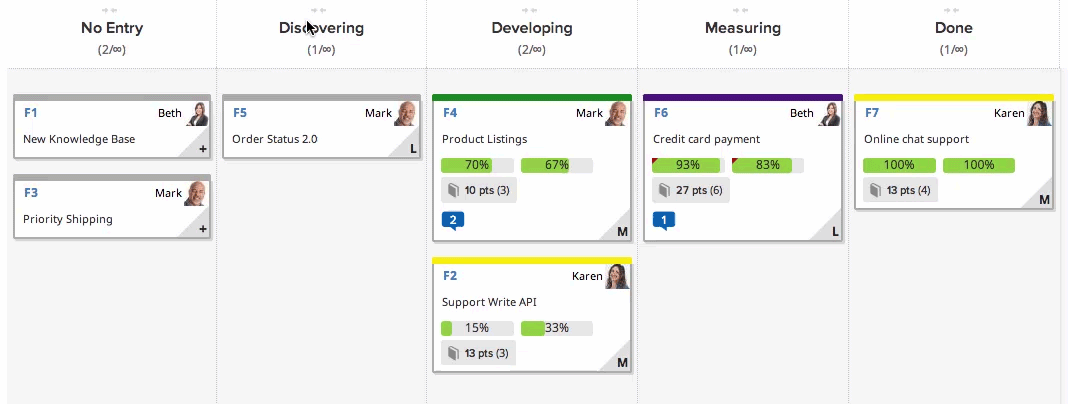 No Entry
(2/∞)
Discovering
(1/∞)
Developing
(2/∞)
Measuring
(1/∞)
Done
(1/∞)
F1 Beth
New Knowledge Base
+
F3 Mark
Priority Shipping
+
F5 Mark
Order Status 2.0
L
F4 Mark
Product Listings
70% 67%
10 pts (3)
2
M
F2 Karen
Support Write API
15% 33%
13 pts (3)
M
F6 Beth
Credit card payment
93% 83%
27 pts (6)
1
L
F7 Karen
Online chat support
100% 100%
13 pts (4)
M